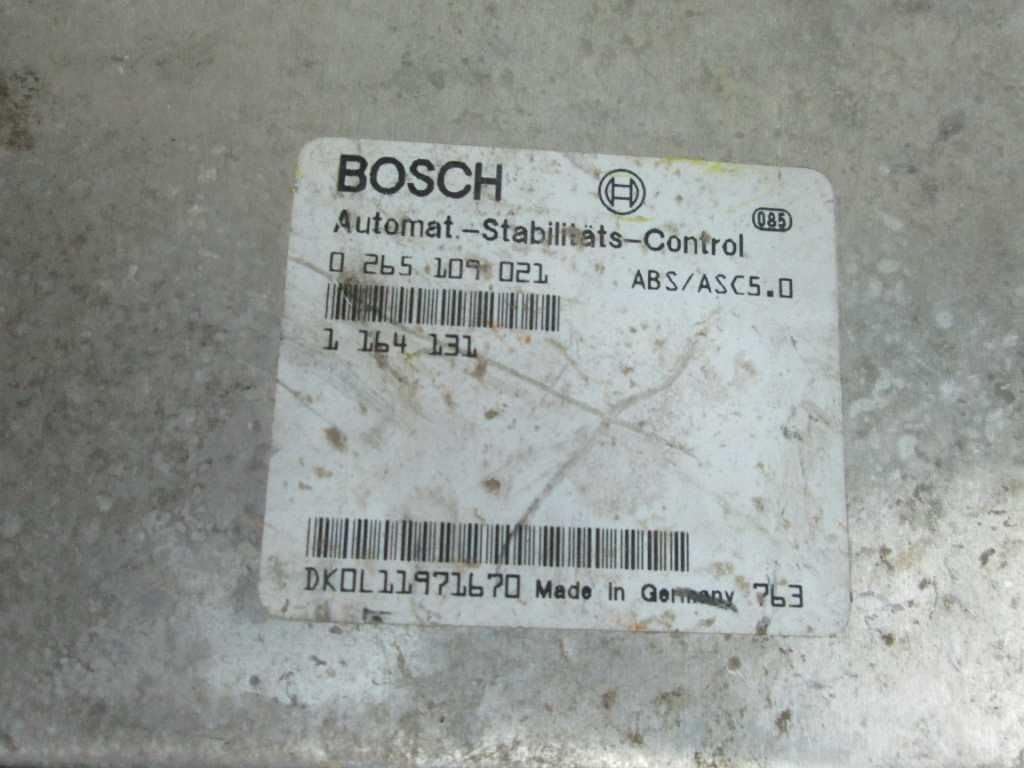 BOSCH
085
Automat.-Stabilitäts-Control
0 265 109 021 ABS/ASC5.0
1 164 131
DK0L11971670 Made in Germany 763